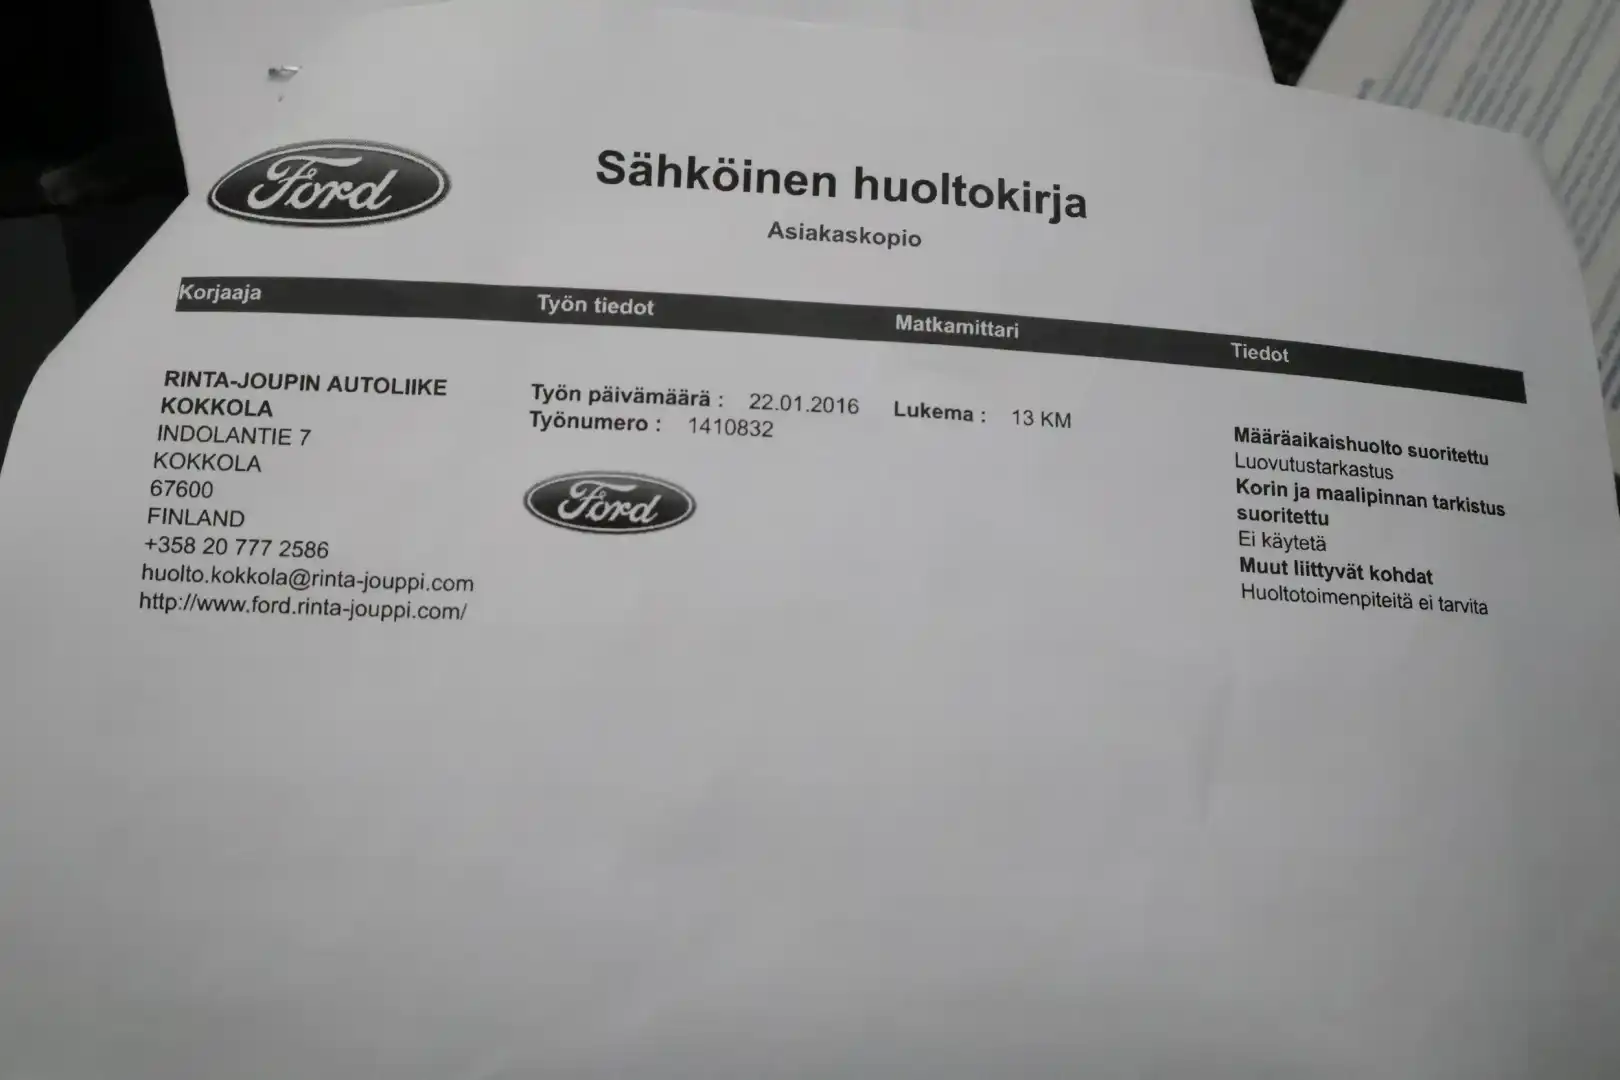 Ford
Sähköinen huoltokirja
Asiakaskopio
Korjaaja Työn tiedot Matkamittari Tiedot
RINTA-JOUPIN AUTOLIIKE
KOKKOLA
INDOLANTIE 7
KOKKOLA
67600
FINLAND
+358 20 777 2586
huolto.kokkola@rinta-jouppi.com
http://www.ford.rinta-jouppi.com/
Työn päivämäärä : 22.01.2016
Työnumero : 1410832
Ford
Lukema : 13 KM
Määräaikaishuolto suoritettu
Luovutustarkastus
Korin ja maalipinnan tarkistus
suoritettu
Ei käytetä
Muut liittyvät kohdat
Huoltotoimenpiteitä ei tarvita